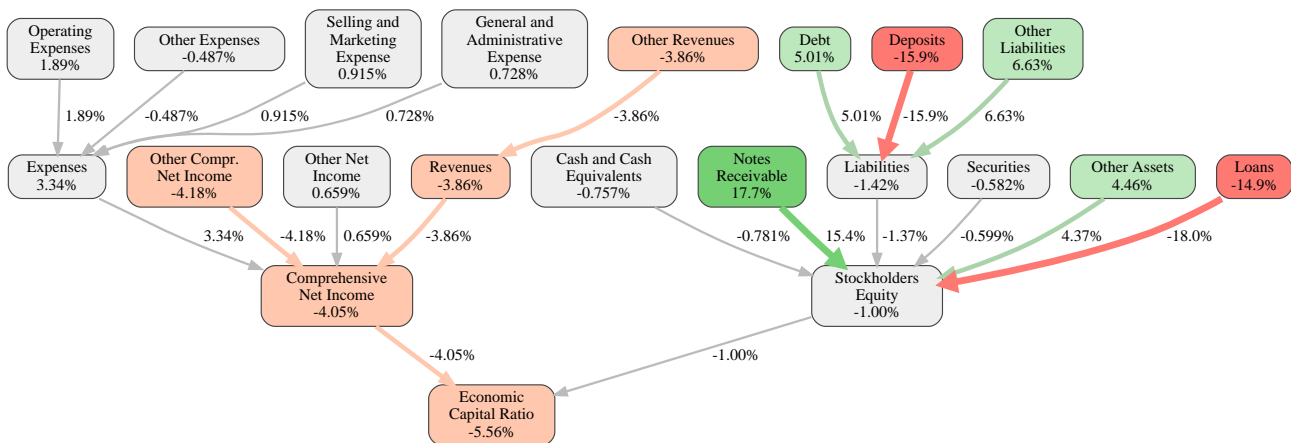 Operating
Expenses
1.89%
Other Expenses
-0.487%
Selling and
Marketing
Expense
0.915%
General and
Administrative
Expense
0.728%
Other Revenues
-3.86%
Debt
5.01%
Deposits
-15.9%
Other
Liabilities
6.63%
1.89%
-0.487%
0.915%
0.728%
-3.86%
5.01%
-15.9%
6.63%
Expenses
3.34%
Other Compr.
Net Income
-4.18%
Other Net
Income
0.659%
Revenues
-3.86%
Cash and Cash
Equivalents
-0.757%
Notes
Receivable
17.7%
Liabilities
-1.42%
Securities
-0.582%
Other Assets
4.46%
Loans
-14.9%
3.34%
-4.18%
0.659%
-3.86%
-0.781%
15.4%
-1.37%
-0.599%
4.37%
-18.0%
Comprehensive
Net Income
-4.05%
Stockholders
Equity
-1.00%
-4.05%
-1.00%
Economic
Capital Ratio
-5.56%